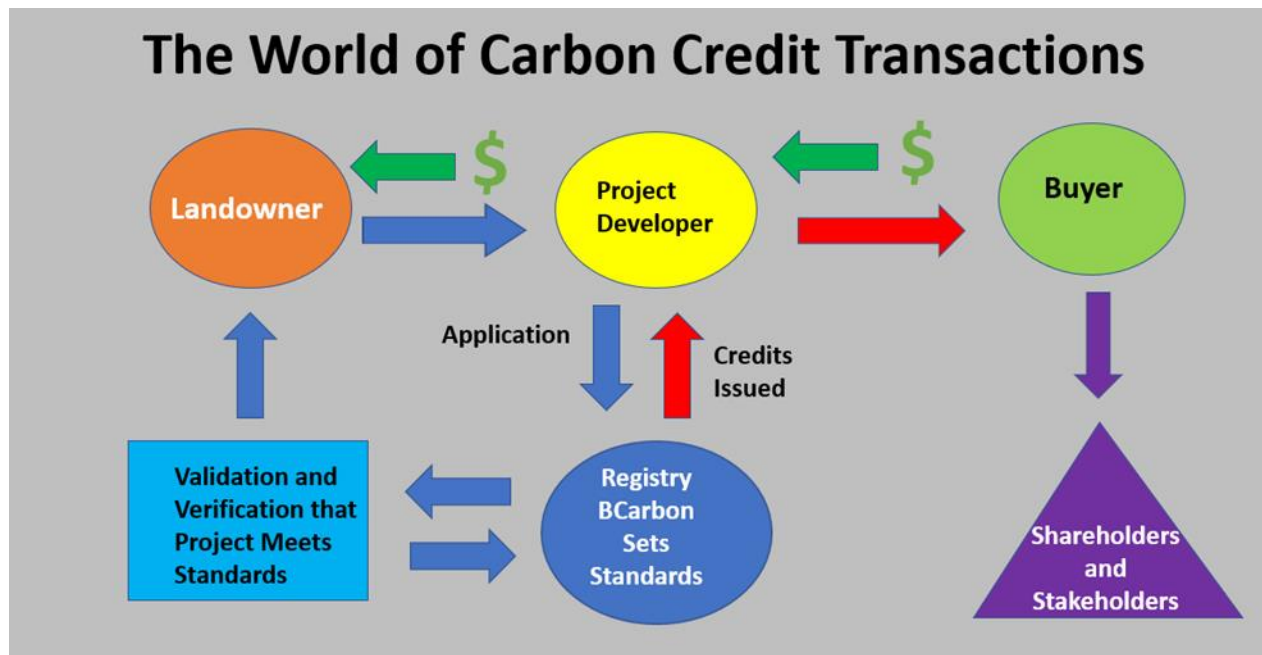 The World of Carbon Credit Transactions
$
$
Landowner
Project
Developer
Buyer
Application
Credits
Issued
Validation and
Verification that
Project Meets
Standards
Registry
BCarbon
Sets
Standards
Shareholders
and
Stakeholders